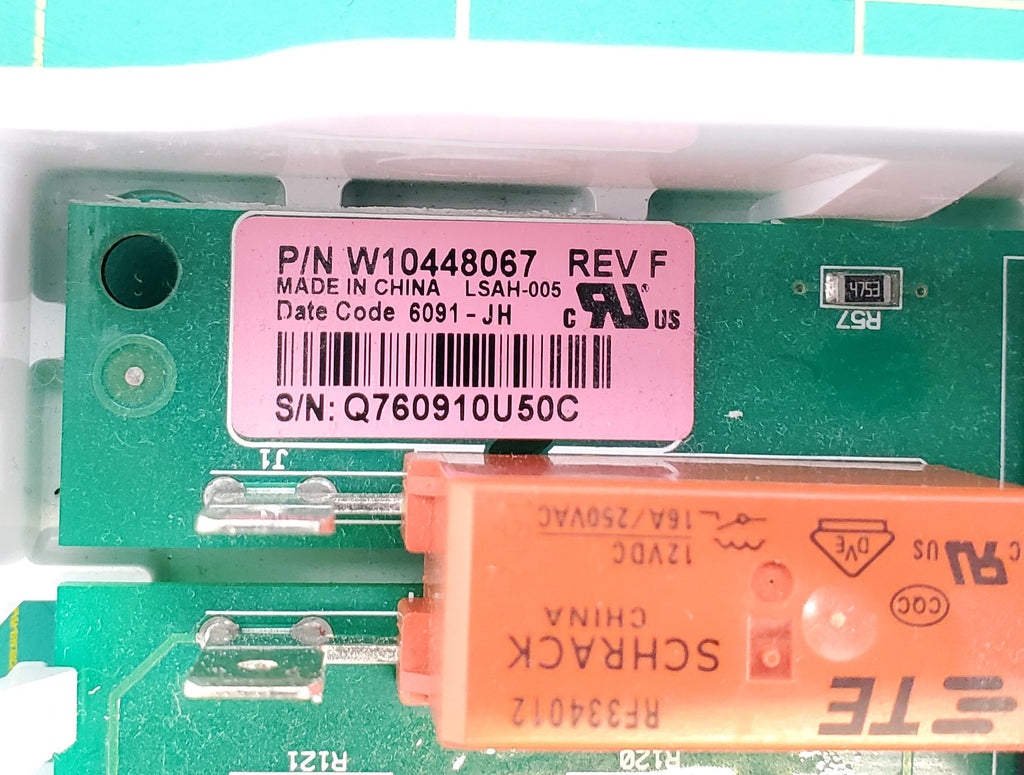 P/N W10448067 REV F
MADE IN CHINA LSAH-005
Date Code 6091-JH
C US
S/N: Q760910U50C
4753
R57
J1
16A/250VAC
12VDC
DVE
C US
CQC
CHINA
SCHRACK
TE
RF334012
R121
R120